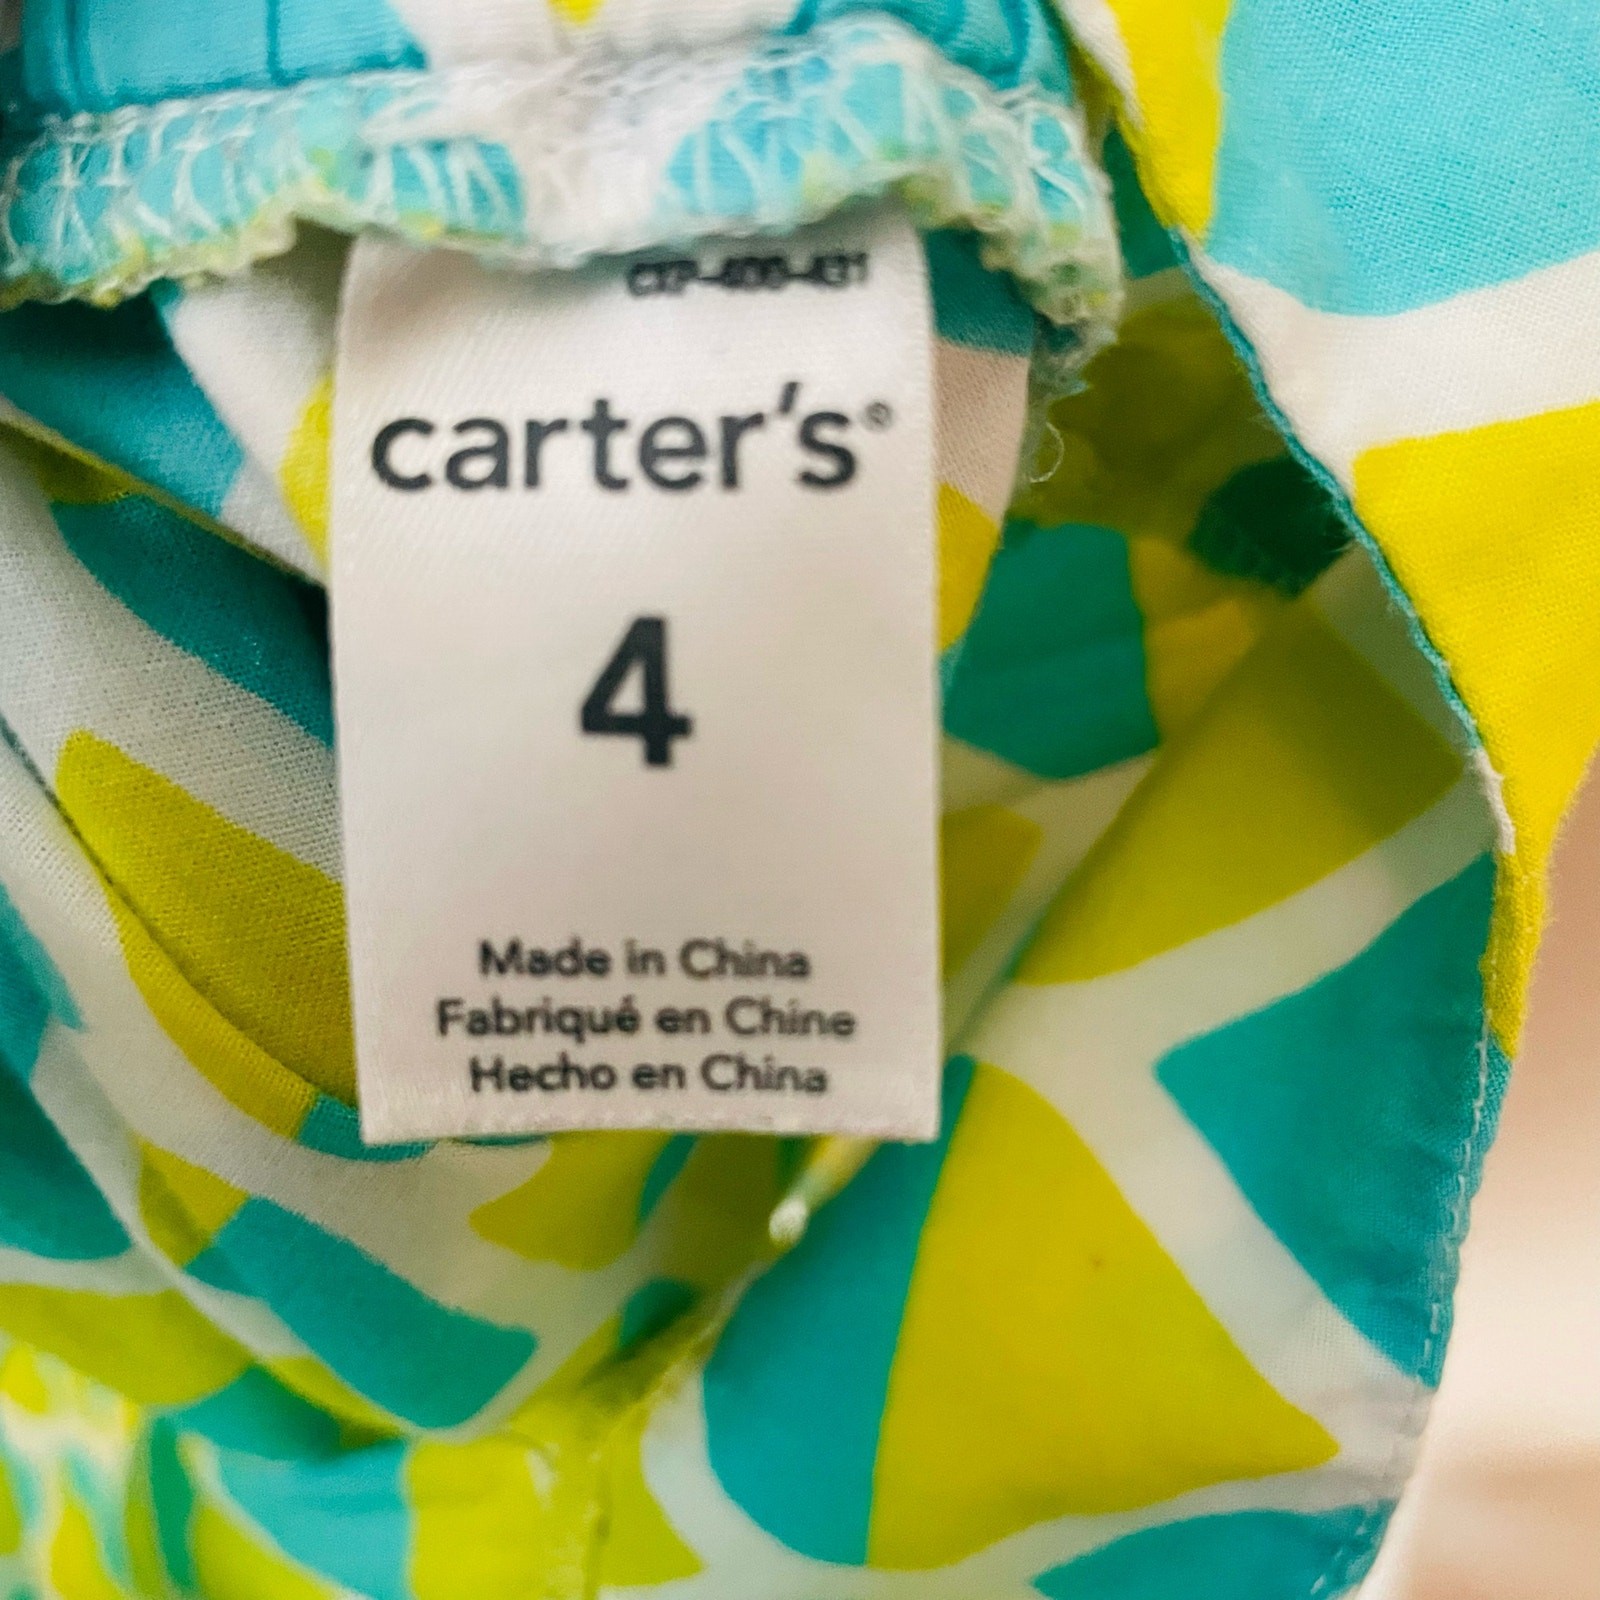 carter's®
4
Made in China
Fabriqué en Chine
Hecho en China